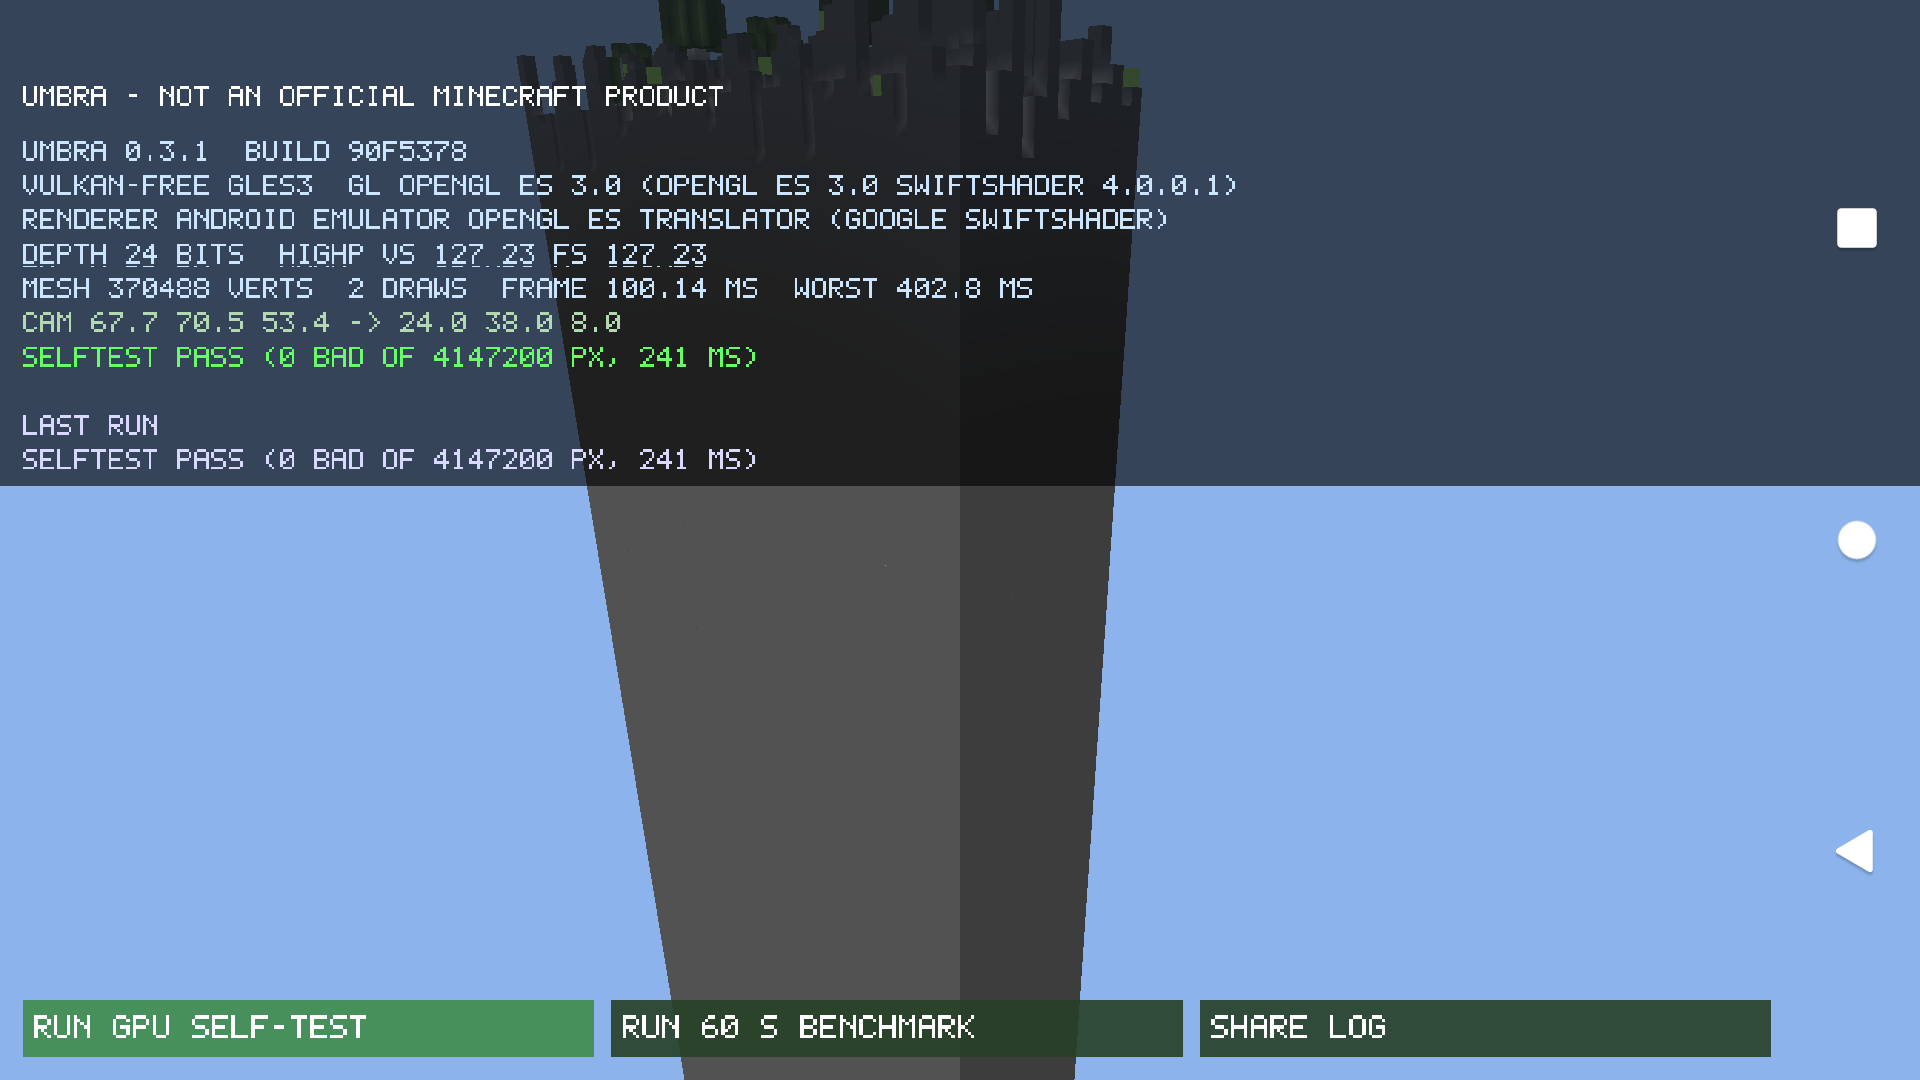 UMBRA - NOT AN OFFICIAL MINECRAFT PRODUCT
UMBRA 0.3.1 BUILD 90F5378
VULKAN-FREE GLES3 GL OPENGL ES 3.0 (OPENGL ES 3.0 SWIFTSHADER 4.0.0.1)
RENDERER ANDROID EMULATOR OPENGL ES TRANSLATOR (GOOGLE SWIFTSHADER)
DEPTH 24 BITS HIGHP VS 127 23 FS 127 23
MESH 370488 VERTS 2 DRAWS FRAME 100.14 MS WORST 402.8 MS
CAM 67.7 70.5 53.4 -> 24.0 38.0 8.0
SELFTEST PASS (0 BAD OF 4147200 PX, 241 MS)
LAST RUN
SELFTEST PASS (0 BAD OF 4147200 PX, 241 MS)
RUN GPU SELF-TEST
RUN 60 S BENCHMARK
SHARE LOG